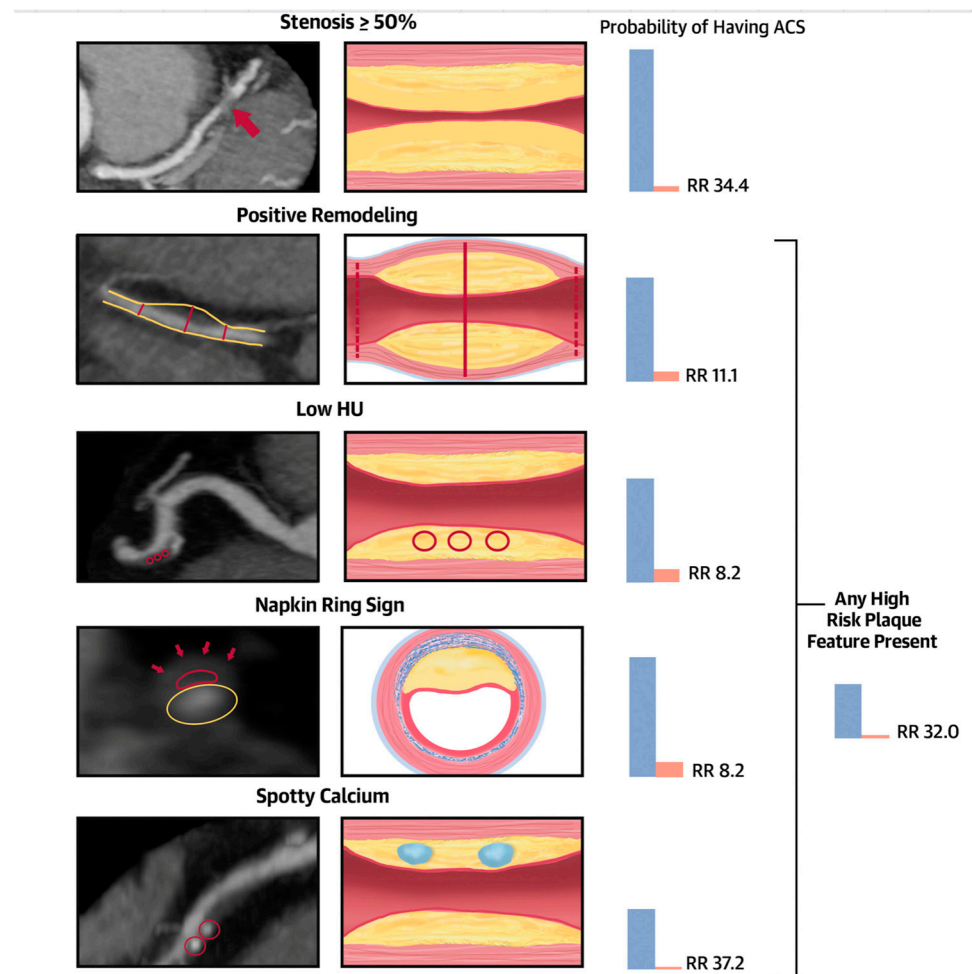 Stenosis ≥ 50%
Probability of Having ACS
RR 34.4
Positive Remodeling
RR 11.1
Low HU
RR 8.2
Any High
Risk Plaque
Feature Present
Napkin Ring Sign
RR 32.0
RR 8.2
Spotty Calcium
RR 37.2